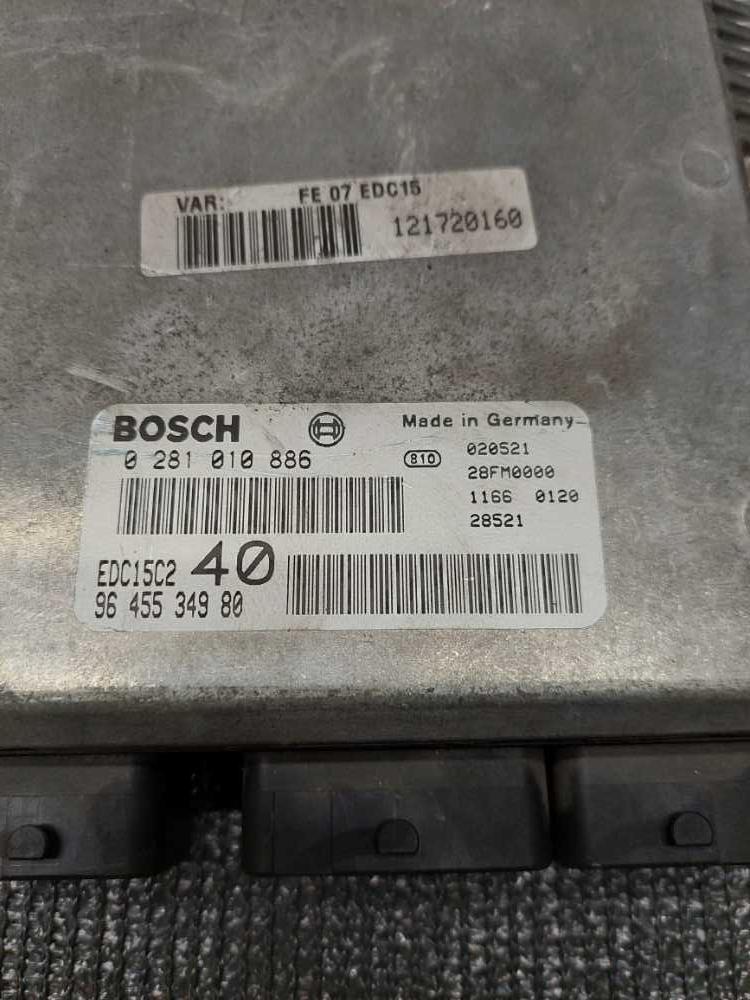 VAR: FE 07 EDC15
121720160
BOSCH Made in Germany
0 281 010 886 810 020521
28FM0000
1166 0120
28521
EDC15C2 40
96 455 349 80